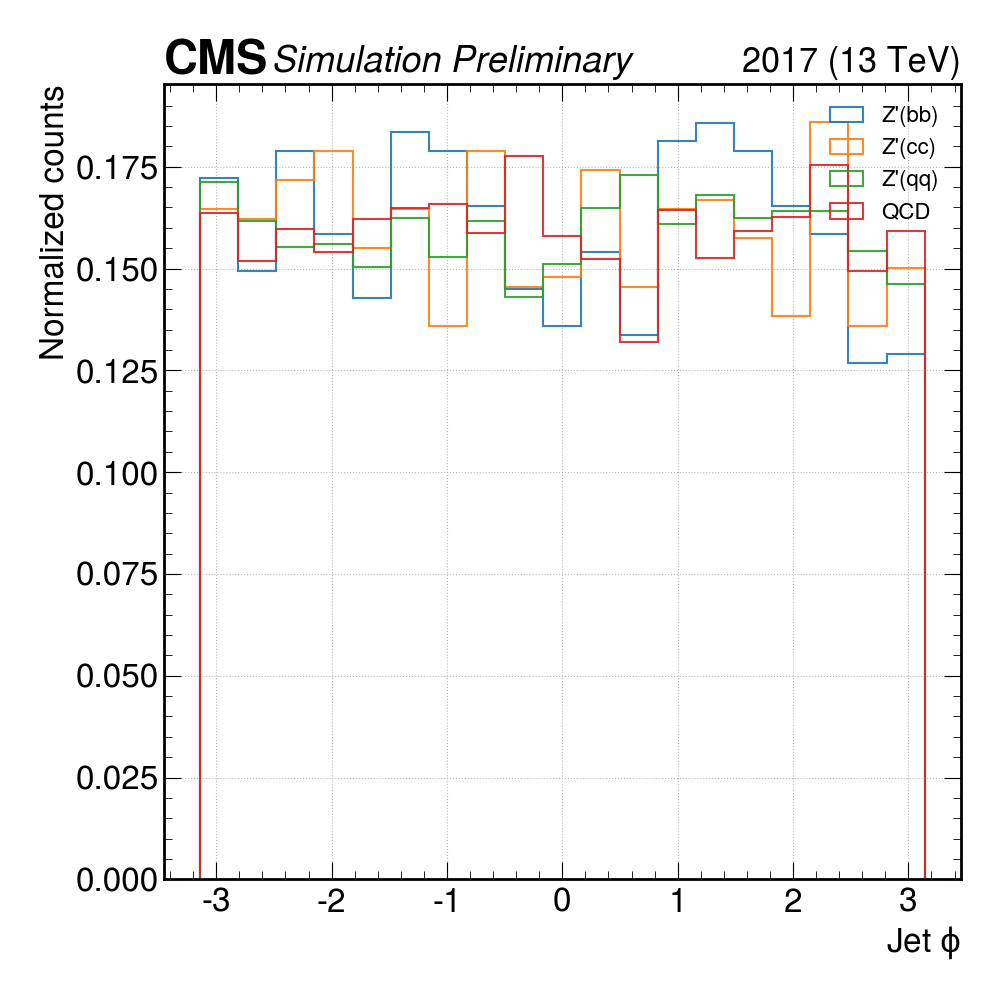 CMS Simulation Preliminary 2017 (13 TeV)
Normalized counts
Z'(bb)
Z'(cc)
Z'(qq)
QCD
0.175
0.150
0.125
0.100
0.075
0.050
0.025
0.000
-3 -2 -1 0 1 2 3
Jet ϕ